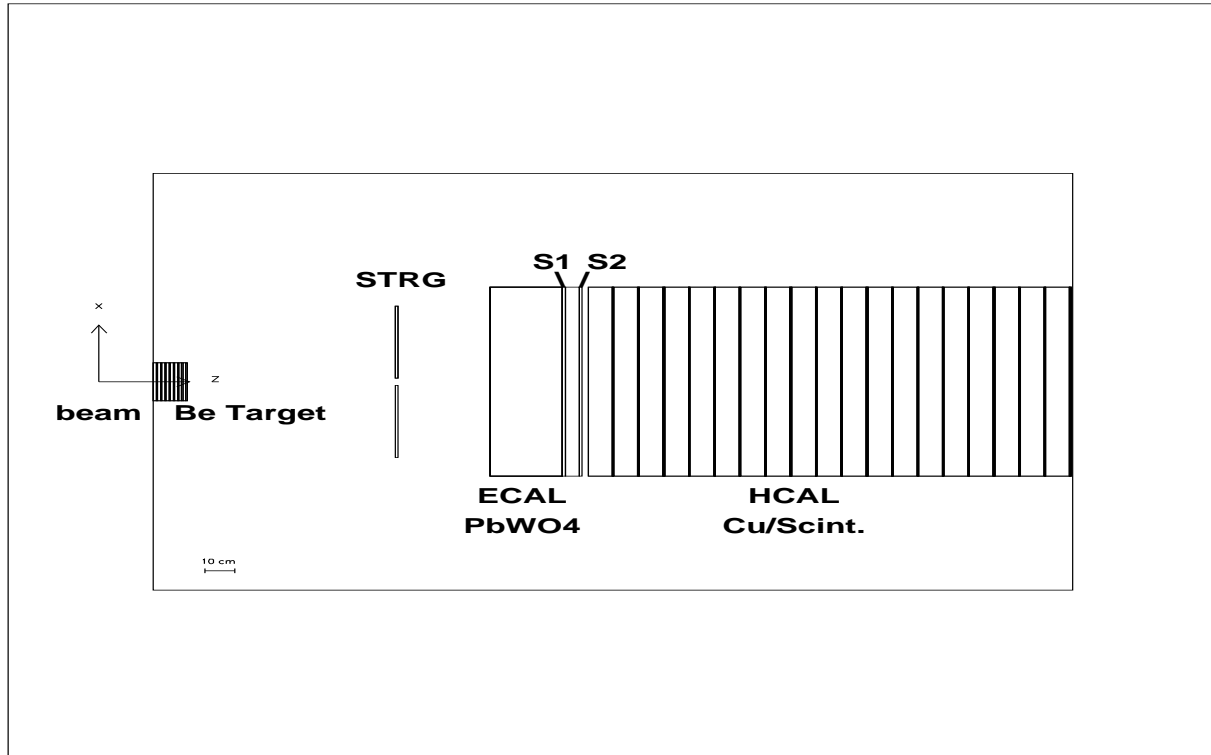 S1 S2
STRG
x
z
beam Be Target
ECAL HCAL
PbWO4 Cu/Scint.
10 cm